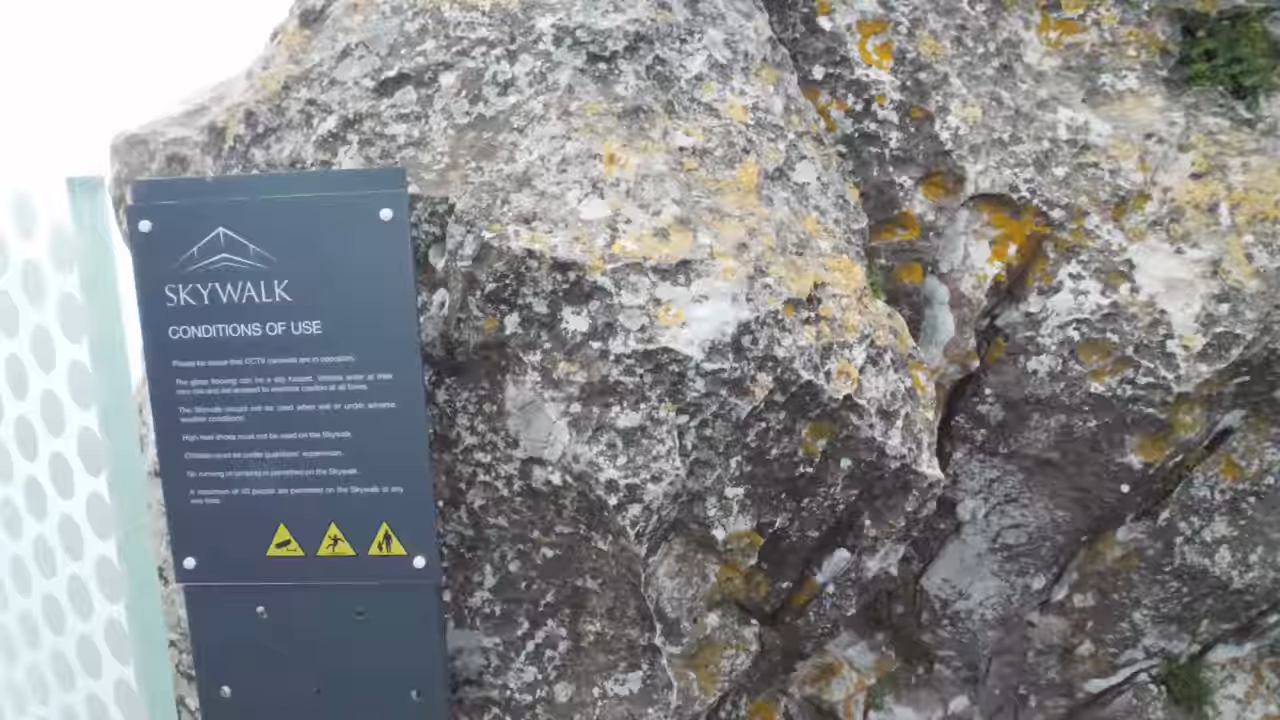 SKYWALK
CONDITIONS OF USE
Please be aware that CCTV cameras are in operation.
The glass flooring can be a slip hazard. Visitors enter at their
own risk and are advised to exercise caution at all times.
The Skywalk should not be used when wet or under adverse
weather conditions.
High heel shoes must not be used on the Skywalk.
Children must be under guardians' supervision.
No running or jumping is permitted on the Skywalk.
A maximum of people are permitted on the Skywalk at any
one time.